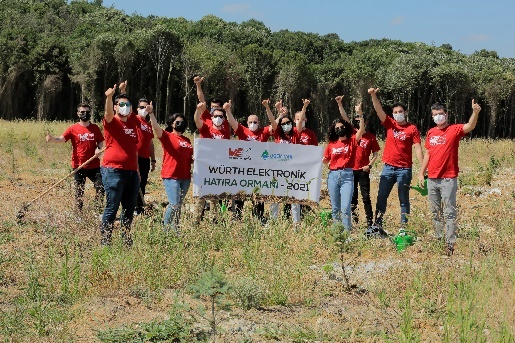 WÜRTH ELEKTRONİK
HATIRA ORMANI - 2021